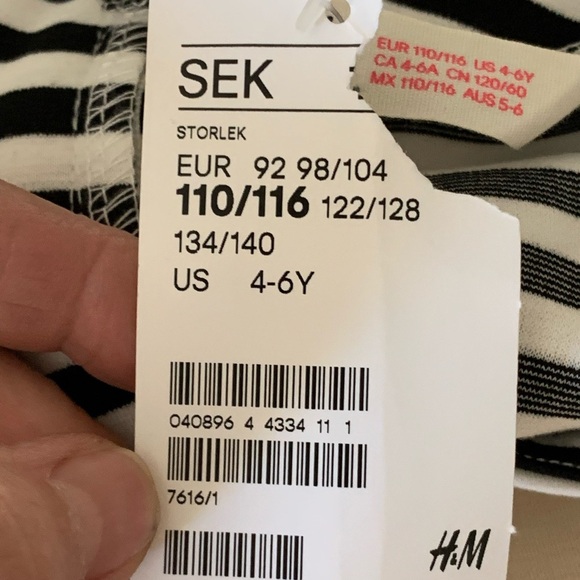 SEK
EUR 110/116 US 4-6Y
CA 4-6A CN 120/60
MX 110/116 AUS 5-6
STORLEK
EUR 92 98/104
110/116 122/128
134/140
US 4-6Y
040896 4 4334 11 1
7616/1
H&M